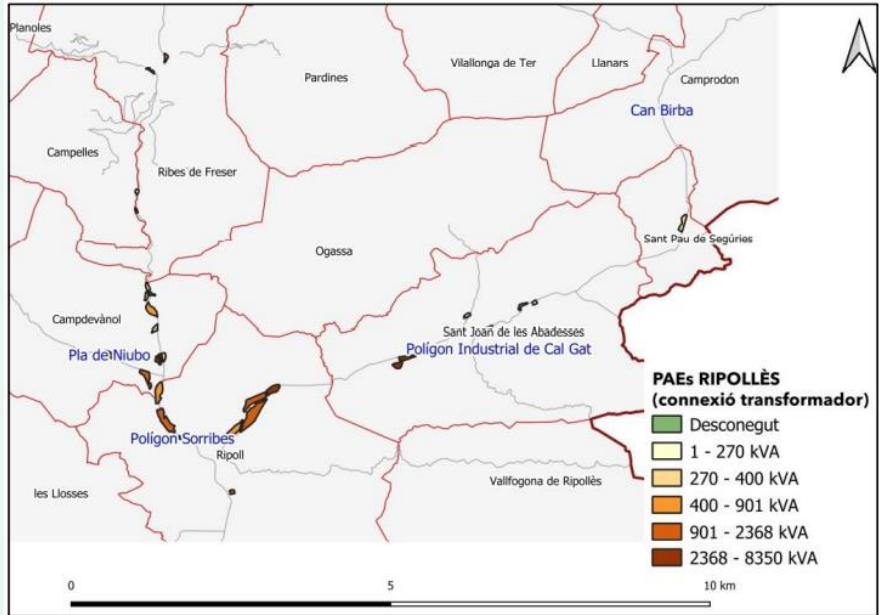 Planoles
Pardines
Vilallonga de Ter
Llanars
Camprodon
Can Birba
Campelles
Ribes de Freser
Ogassa
Sant Pau de Segúries
Campdevànol
Sant Joan de les Abadesses
Pla de Niubo
Polígon Industrial de Cal Gat
Polígon Sorribes
Ripoll
les Llosses
Vallfogona de Ripollès
PAEs RIPOLLÈS
(connexió transformador)
Desconegut
1 - 270 kVA
270 - 400 kVA
400 - 901 kVA
901 - 2368 kVA
2368 - 8350 kVA
0
5
10 km